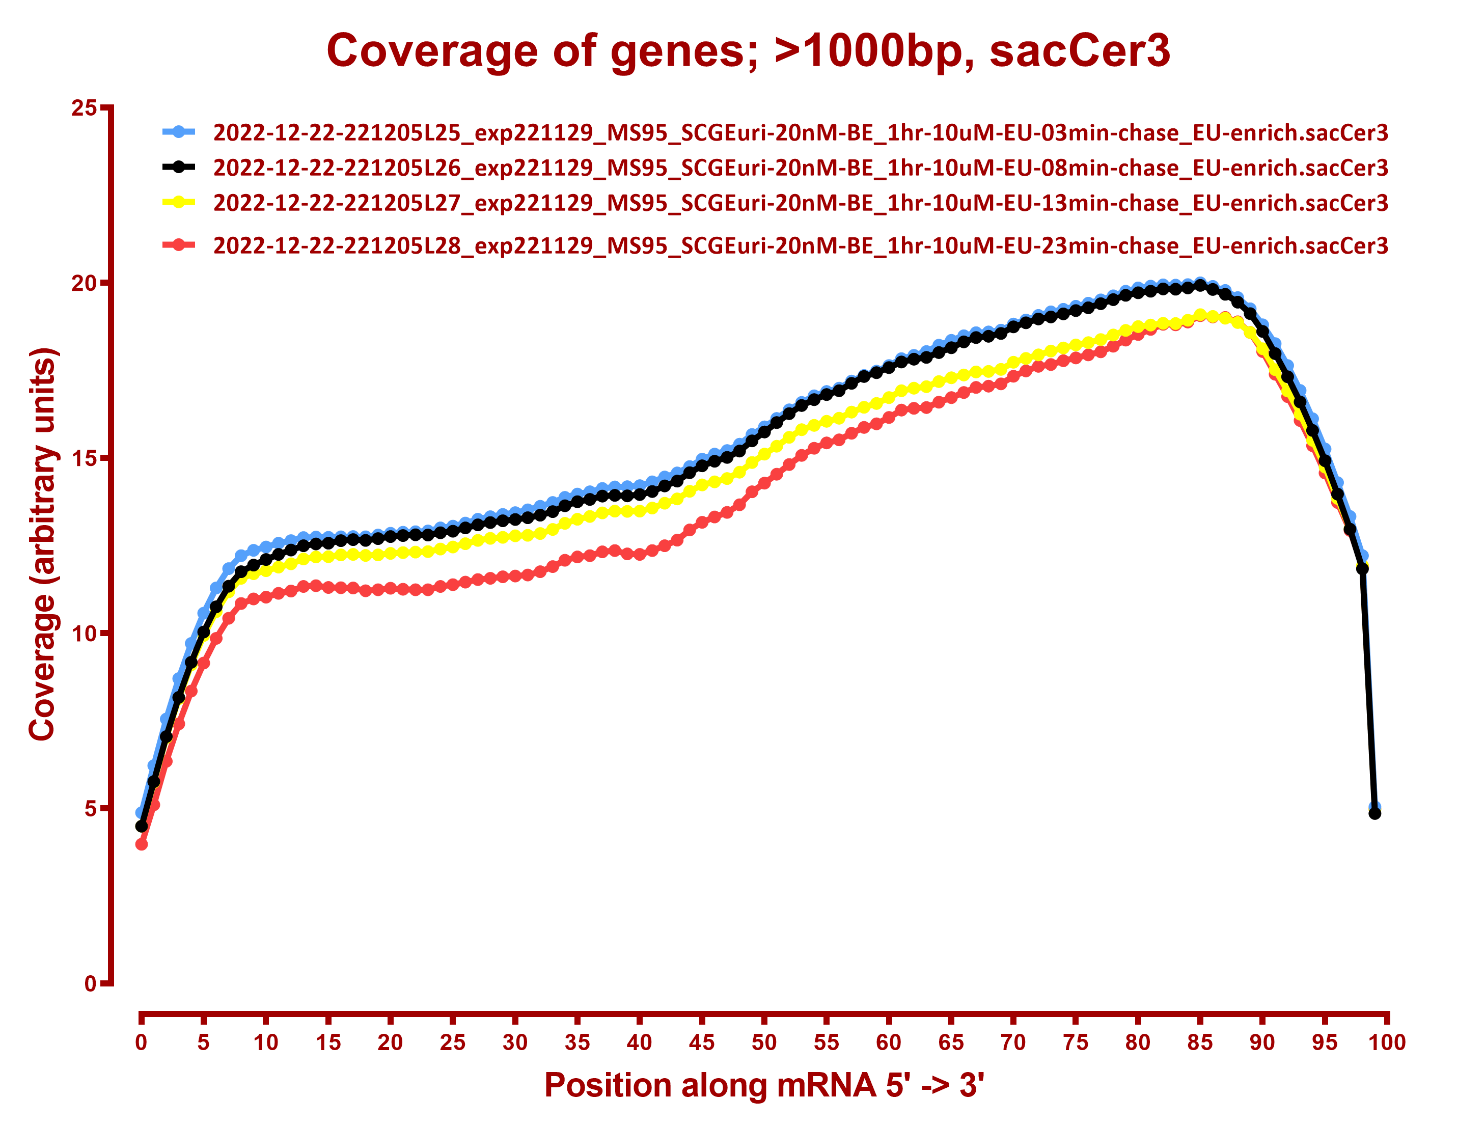 Coverage of genes; >1000bp, sacCer3
25
2022-12-22-221205L25_exp221129_MS95_SCGEuri-20nM-BE_1hr-10uM-EU-03min-chase_EU-enrich.sacCer3
2022-12-22-221205L26_exp221129_MS95_SCGEuri-20nM-BE_1hr-10uM-EU-08min-chase_EU-enrich.sacCer3
2022-12-22-221205L27_exp221129_MS95_SCGEuri-20nM-BE_1hr-10uM-EU-13min-chase_EU-enrich.sacCer3
2022-12-22-221205L28_exp221129_MS95_SCGEuri-20nM-BE_1hr-10uM-EU-23min-chase_EU-enrich.sacCer3
20
15
10
5
0
Coverage (arbitrary units)
0 5 10 15 20 25 30 35 40 45 50 55 60 65 70 75 80 85 90 95 100
Position along mRNA 5' -> 3'